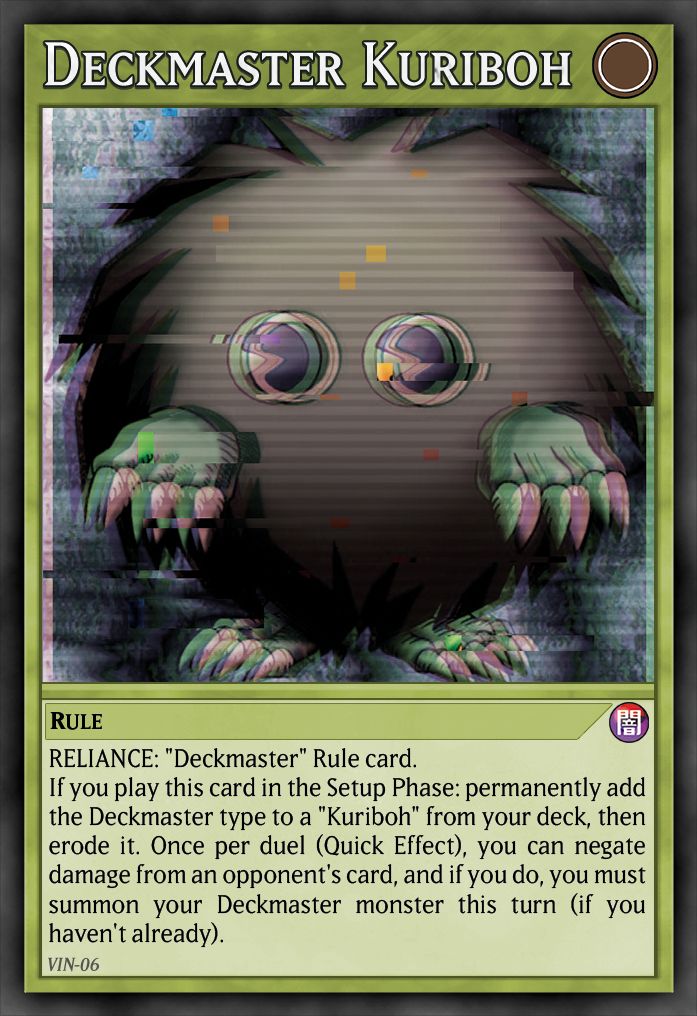 Deckmaster Kuriboh
Rule
闇
RELIANCE: "Deckmaster" Rule card.
If you play this card in the Setup Phase: permanently add
the Deckmaster type to a "Kuriboh" from your deck, then
erode it. Once per duel (Quick Effect), you can negate
damage from an opponent's card, and if you do, you must
summon your Deckmaster monster this turn (if you
haven't already).
VIN-06